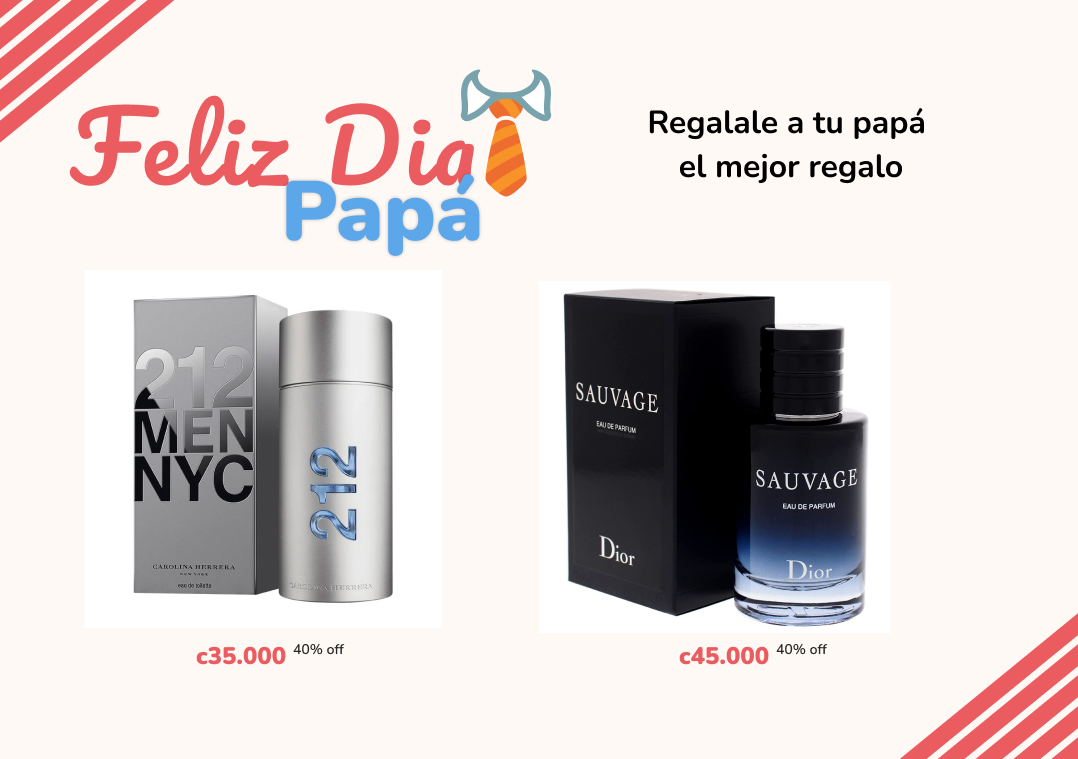 Feliz Dia
Papá
Regalale a tu papá
el mejor regalo
212
MEN
NYC
CAROLINA HERRERA
NEW YORK
eau de toilette
212
CAROLINA HERRERA
SAUVAGE
EAU DE PARFUM
Dior
SAUVAGE
EAU DE PARFUM
Dior
c35.000 40% off
c45.000 40% off